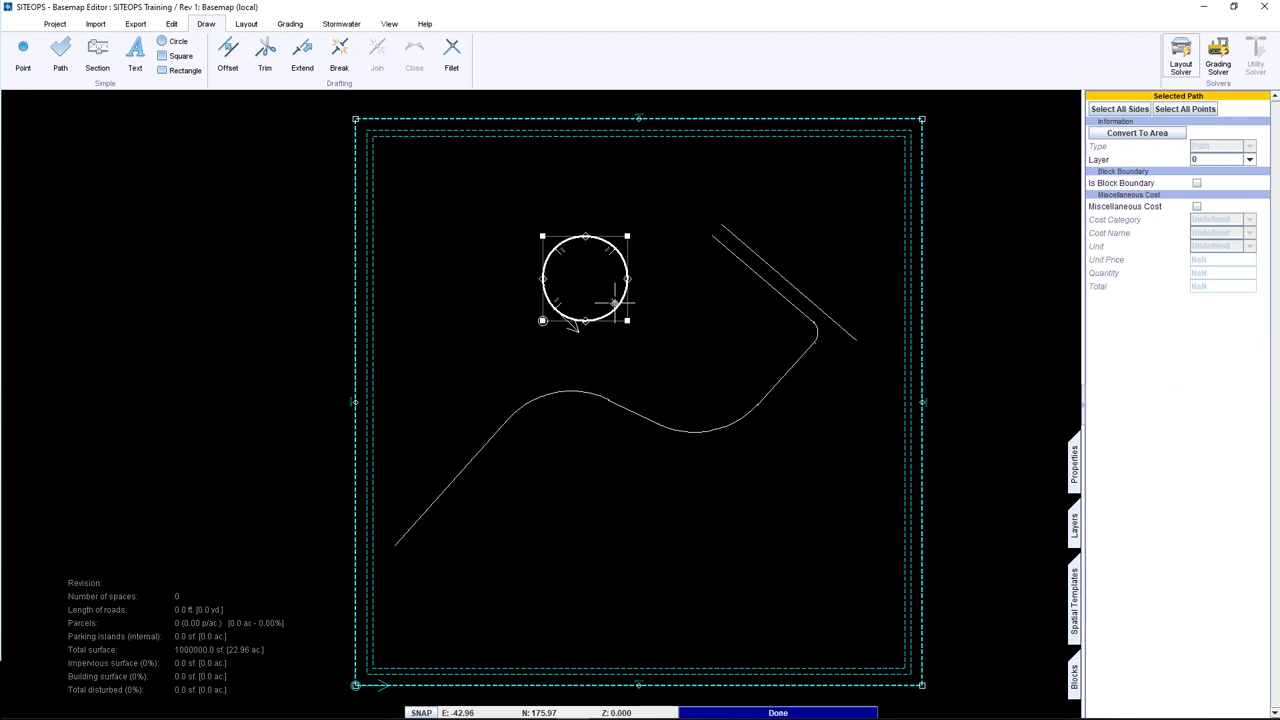 SITEOPS - Basemap Editor : SITEOPS Training / Rev 1: Basemap (local)
Project Import Export Edit Draw Layout Grading Stormwater View Help
Point Path Section Text Circle Square Rectangle Offset Trim Extend Break Join Close Fillet Layout Solver Grading Solver Utility Solver
Simple Drafting Solvers
Selected Path
Select All Sides Select All Points
Information
Convert To Area
Type Path
Layer 0
Block Boundary
Is Block Boundary
Miscellaneous Cost
Miscellaneous Cost
Cost Category Undefined
Cost Name Undefined
Unit Undefined
Unit Price NaN
Quantity NaN
Total NaN
Properties
Layers
Spatial Templates
Blocks
Revision:
Number of spaces: 0
Length of roads: 0.0 ft [0.0 yd.]
Parcels: 0 (0.00 p/ac.) [0.0 ac - 0.00%]
Parking islands (internal): 0.0 sf. [0.0 ac.]
Total surface: 1000000.0 sf. [22.96 ac.]
Impervious surface (0%): 0.0 sf. [0.0 ac.]
Building surface (0%): 0.0 sf. [0.0 ac.]
Total disturbed (0%): 0.0 sf. [0.0 ac.]
SNAP E: -42.96 N: 175.97 Z: 0.000 Done